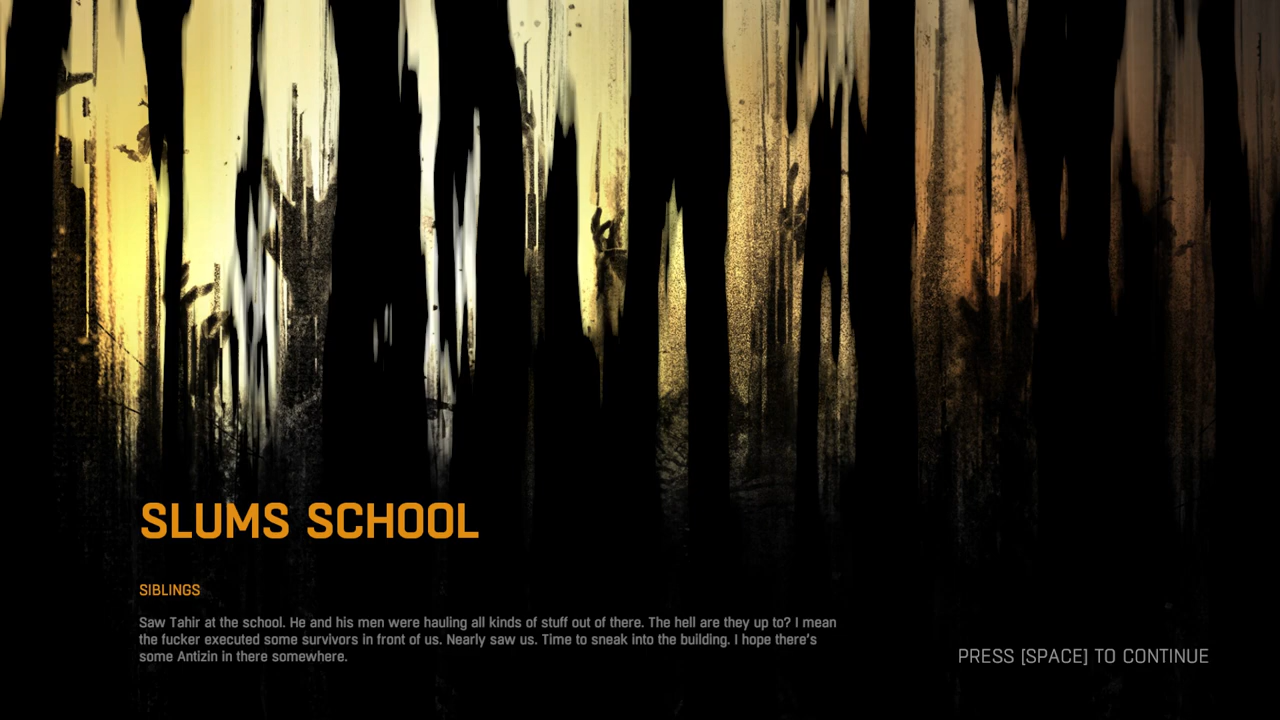 SLUMS SCHOOL
SIBLINGS
Saw Tahir at the school. He and his men were hauling all kinds of stuff out of there. The hell are they up to? I mean
the fucker executed some survivors in front of us. Nearly saw us. Time to sneak into the building. I hope there's
some Antizin in there somewhere.
PRESS [SPACE] TO CONTINUE